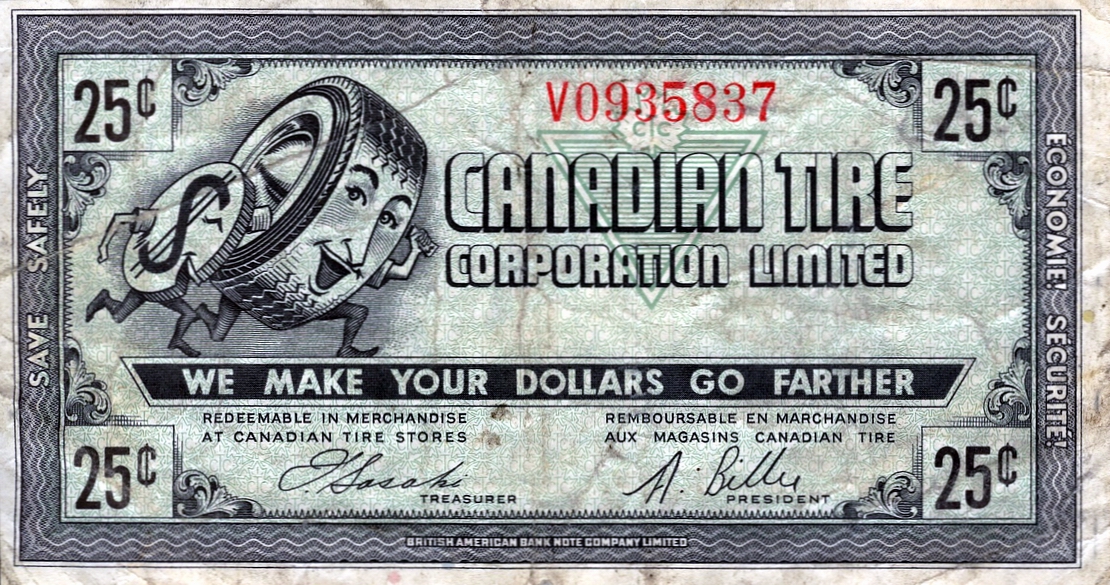 V0935837
25¢ 25¢
CTC
CANADIAN TIRE
CORPORATION LIMITED
SAVE SAFELY
ÉCONOMIE! SÉCURITÉ!
$
WE MAKE YOUR DOLLARS GO FARTHER
REDEEMABLE IN MERCHANDISE
AT CANADIAN TIRE STORES
REMBOURSABLE EN MARCHANDISE
AUX MAGASINS CANADIAN TIRE
25¢ 25¢
TREASURER
A. Billes
PRESIDENT
BRITISH AMERICAN BANK NOTE COMPANY LIMITED